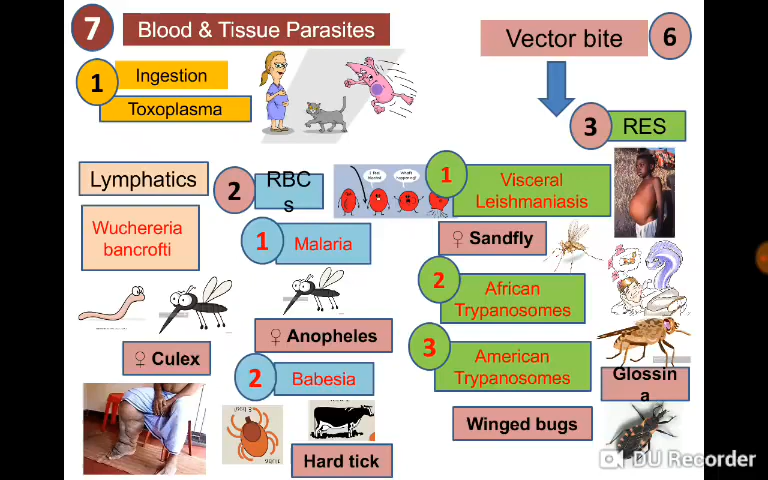 7
Blood & Tissue Parasites
Vector bite
6
1
Ingestion
Toxoplasma
3
RES
Lymphatics
Wuchereria
bancrofti
♀ Culex
2
RBC
s
1
Malaria
♀ Anopheles
2
Babesia
Hard tick
1
Visceral
Leishmaniasis
♀ Sandfly
2
African
Trypanosomes
Glossin
a
3
American
Trypanosomes
Winged bugs
DU Recorder